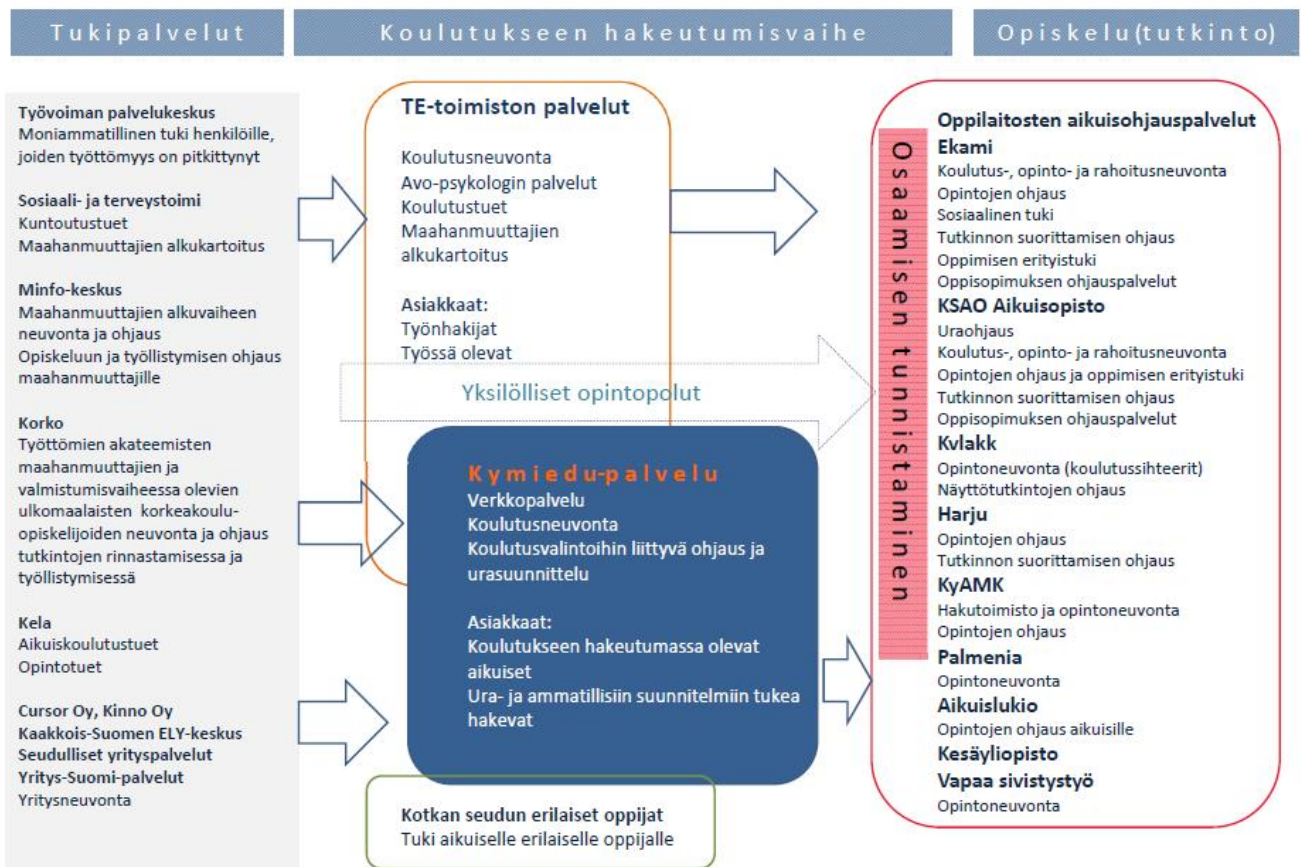 Tukipalvelut
Koulutukseen hakeutumisvaihe
Opiskelu(tutkinto)
Työvoiman palvelukeskus
Moniammatillinen tuki henkilöille,
joiden työttömyys on pitkittynyt
Sosiaali- ja terveystoimi
Kuntoutustuet
Maahanmuuttajien alkukartoitus
Minfo-keskus
Maahanmuuttajien alkuvaiheen
neuvonta ja ohjaus
Opiskeluun ja työllistymisen ohjaus
maahanmuuttajille
Korko
Työttömien akateemisten
maahanmuuttajien ja
valmistumisvaiheessa olevien
ulkomaalaisten korkeakoulu-
opiskelijoiden neuvonta ja ohjaus
tutkintojen rinnastamisessa ja
työllistymisessä
Kela
Aikuiskoulutustuet
Opintotuet
Cursor Oy, Kinno Oy
Kaakkois-Suomen ELY-keskus
Seudulliset yrityspalvelut
Yritys-Suomi-palvelut
Yritysneuvonta
TE-toimiston palvelut
Koulutusneuvonta
Avo-psykologin palvelut
Koulutustuet
Maahanmuuttajien
alkukartoitus
Asiakkaat:
Työnhakijat
Työssä olevat
Yksilölliset opintopolut
Kymiedu-palvelu
Verkkopalvelu
Koulutusneuvonta
Koulutusvalintoihin liittyvä ohjaus ja
urasuunnittelu
Asiakkaat:
Koulutukseen hakeutumassa olevat
aikuiset
Ura- ja ammatillisiin suunnitelmiin tukea
hakevat
Kotkan seudun erilaiset oppijat
Tuki aikuiselle erilaiselle oppijalle
Osaamisen tunnistaminen
Oppilaitosten aikuisohjauspalvelut
Ekami
Koulutus-, opinto- ja rahoitusneuvonta
Opintojen ohjaus
Sosiaalinen tuki
Tutkinnon suorittamisen ohjaus
Oppimisen erityistuki
Oppisopimuksen ohjauspalvelut
KSAO Aikuisopisto
Uraohjaus
Koulutus-, opinto- ja rahoitusneuvonta
Opintojen ohjaus ja oppimisen erityistuki
Tutkinnon suorittamisen ohjaus
Oppisopimuksen ohjauspalvelut
Kvlakk
Opintoneuvonta (koulutussihteerit)
Näyttötutkintojen ohjaus
Harju
Opintojen ohjaus
Tutkinnon suorittamisen ohjaus
KyAMK
Hakutoimisto ja opintoneuvonta
Opintojen ohjaus
Palmenia
Opintoneuvonta
Aikuislukio
Opintojen ohjaus aikuisille
Kesäyliopisto
Vapaa sivistystyö
Opintoneuvonta